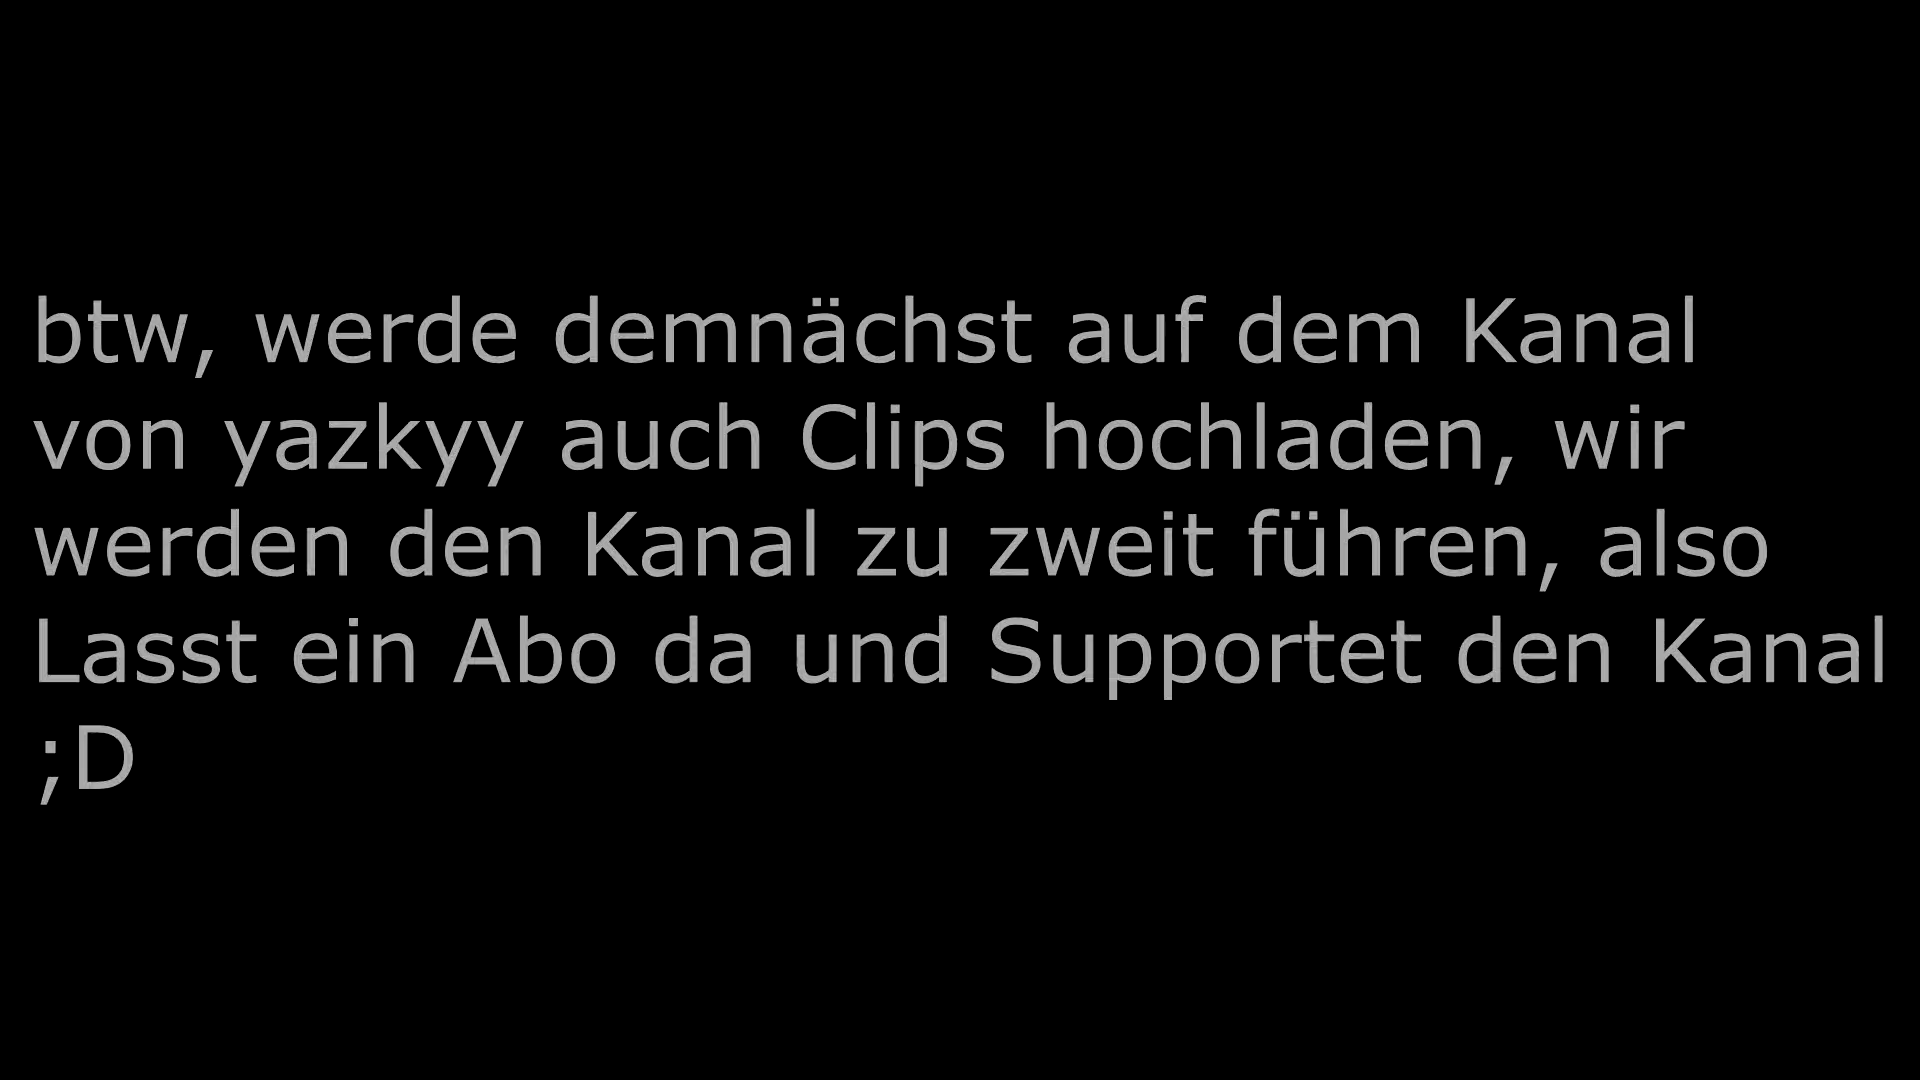 btw, werde demnächst auf dem Kanal
von yazkyy auch Clips hochladen, wir
werden den Kanal zu zweit führen, also
Lasst ein Abo da und Supportet den Kanal
;D